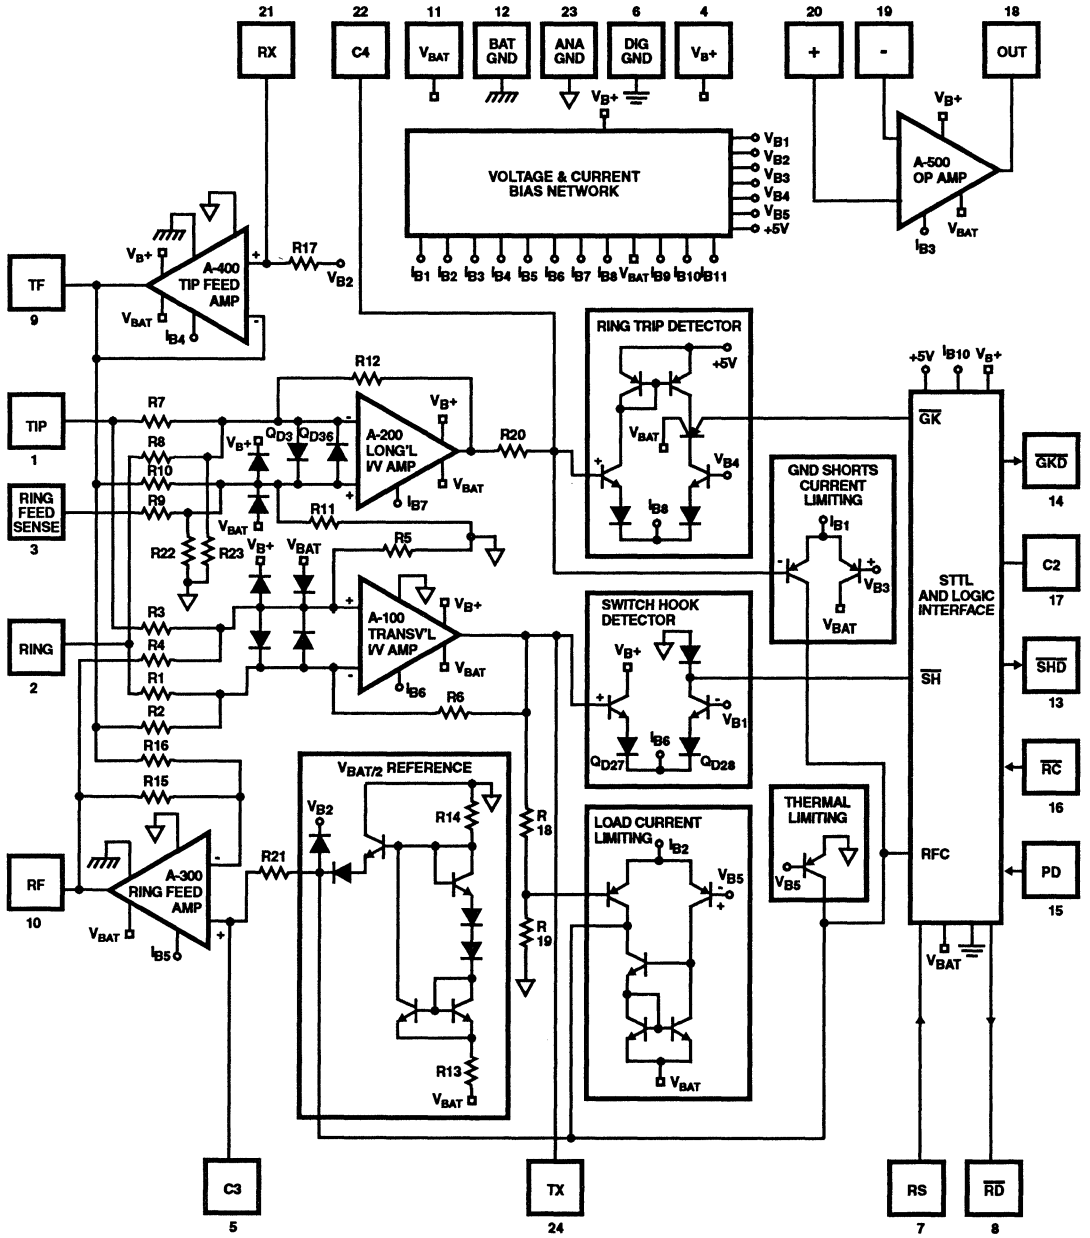 21 22 11 12 23 6 4 20 19 18
RX C4 VBAT BAT GND ANA GND DIG GND VB+ + - OUT
VB+
VOLTAGE & CURRENT
BIAS NETWORK
VB1
VB2
VB3
VB4
VB5
+5V
IB1 IB2 IB3 IB4 IB5 IB6 IB7 IB8 VBAT IB9 IB10 IB11
VB+
-
A-500
OP AMP
+
IB3
VBAT
TF
9
VB+
A-400
TIP FEED
AMP
VBAT
IB4
+
-
R17
VB2
R12
TIP
1
R7
R8
R10
R9
RING
FEED
SENSE
3
VB+
VBAT
QD3
QD36
-
A-200
LONG'L
I/V AMP
+
VB+
VBAT
IB7
R20
R11
R22
R23
R5
VB+
VBAT
RING
2
R3
R4
R1
R2
R16
R15
+
A-100
TRANSV'L
I/V AMP
-
VB+
VBAT
IB6
R6
RING TRIP DETECTOR
+5V
VBAT
+
VB4
IB8
GND SHORTS
CURRENT
LIMITING
IB1
-
+
VB3
VBAT
SWITCH HOOK
DETECTOR
VB+
+
-
VB1
IB6
QD27
QD28
LOAD CURRENT
LIMITING
IB2
VB5
-
+
VBAT
THERMAL
LIMITING
VB5
+5V
IB10
VB+
GK
STTL
AND LOGIC
INTERFACE
SH
RFC
VBAT
GKD
14
C2
17
SHD
13
RC
16
PD
15
VBAT/2 REFERENCE
VB2
R14
R13
VBAT
R
18
R
19
RF
10
-
A-300
RING FEED
AMP
+
VBAT
IB5
R21
C3
5
TX
24
RS
7
RD
8